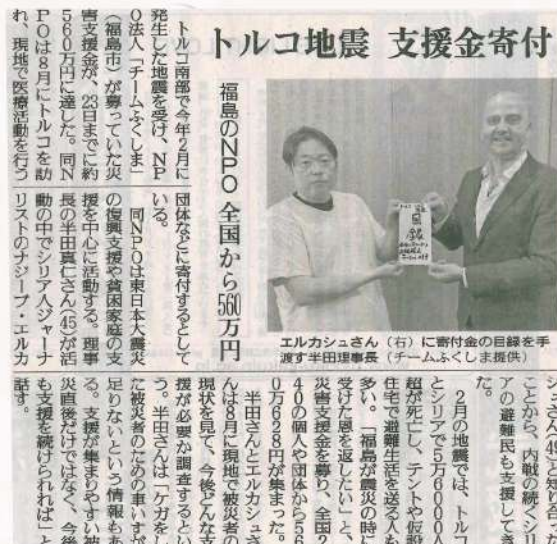 トルコ地震 支援金寄付
福島のNPO 全国から560万円
トルコ南部で今年2月に
発生した地震を受け、NP
O法人「チームふくしま」
(福島市)が募っていた災
害支援金が、23日までに約
560万円に達した。同N
POは8月にトルコを訪
れ、現地で医療活動を行う
団体などに寄付するとして
いる。
同NPOは東日本大震災
の復興支援や貧困家庭の支
援を中心に活動する。理事
長の半田真仁さん(45)が活
動の中でシリア人ジャーナ
リストのナジーブ・エルカ
目録
エルカシュさん(右)に寄付金の目録を手
渡す半田理事長(チームふくしま提供)
シュさん(49)と知り合った
ことから、内戦の続くシリ
アの避難民も支援してき
た。
2月の地震では、トルコ
とシリアで5万6000人
超が死亡し、テントや仮設
住宅で避難生活を送る人も
多い。「福島が震災の時に
受けた恩を返したい」と、
災害支援金を募り、全国2
40の個人や団体から56
0万628円が集まった。
半田さんとエルカシュさ
んは8月に現地で被災者の
現状を見て、今後どんな支
援が必要か調査するとい
う。半田さんは「ケガをし
た被災者のための車いすが
足りないという情報もあ
る。支援が集まりやすい被
災直後だけではなく、今後
も支援を続けられれば」と
話す。